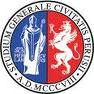 STUDIUM GENERALE CIVITATIS PERUSII
A.D. MCCCVIII